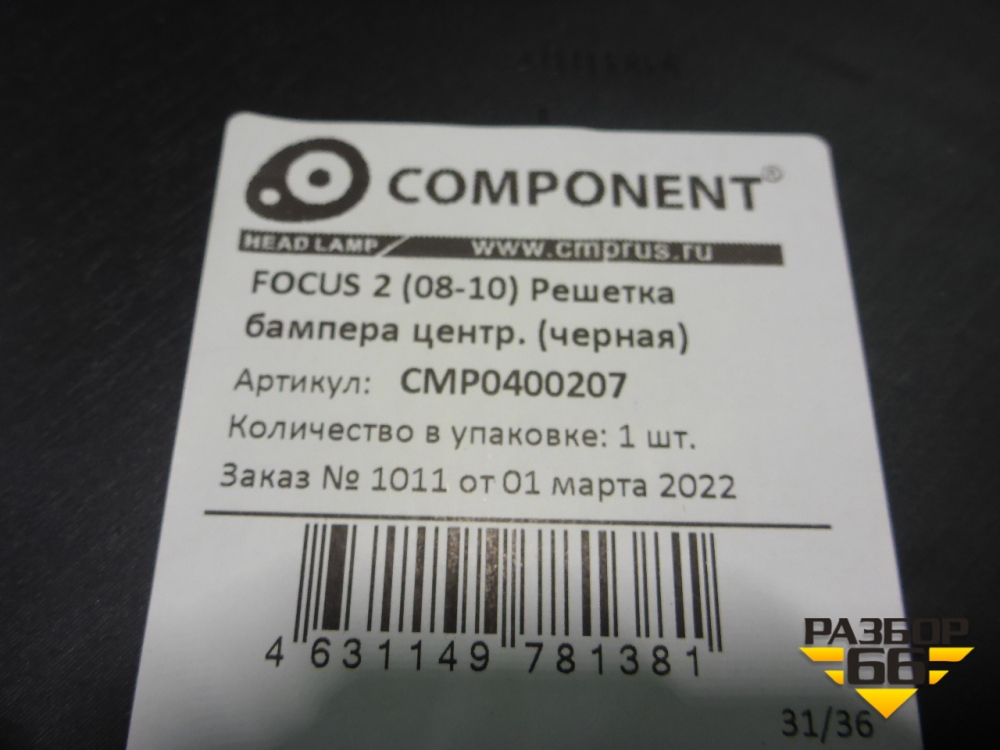 COMPONENT®
HEAD LAMP www.cmprus.ru
FOCUS 2 (08-10) Решетка
бампера центр. (черная)
Артикул: CMP0400207
Количество в упаковке: 1 шт.
Заказ № 1011 от 01 марта 2022
4 631149 781381
РАЗБОР
66
31/36